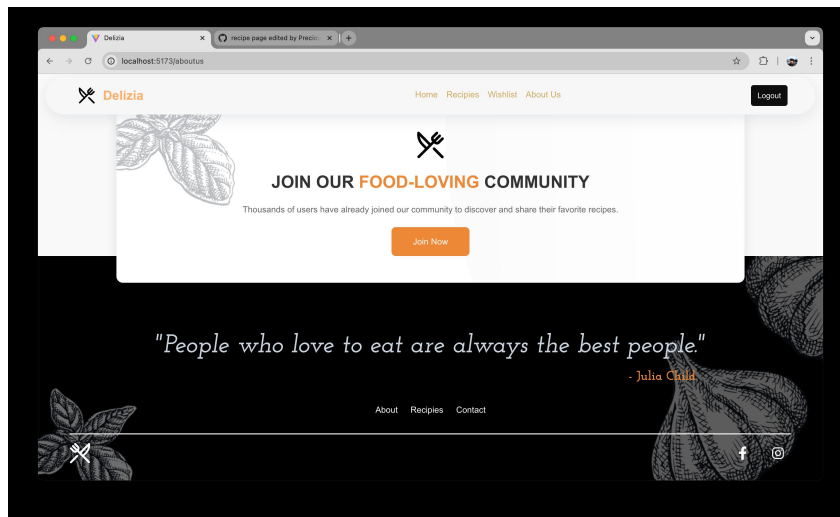 Delizia
recipe page edited by Precio
localhost:5173/aboutus
Delizia
Home Recipies Wishlist About Us
Logout
JOIN OUR FOOD-LOVING COMMUNITY
Thousands of users have already joined our community to discover and share their favorite recipes.
Join Now
"People who love to eat are always the best people."
- Julia Child.
About Recipies Contact